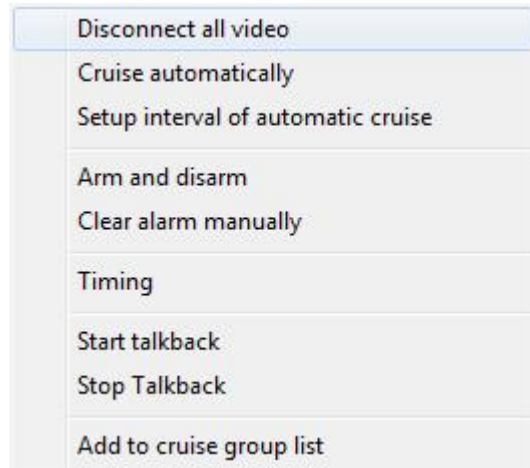 Disconnect all video
Cruise automatically
Setup interval of automatic cruise
Arm and disarm
Clear alarm manually
Timing
Start talkback
Stop Talkback
Add to cruise group list